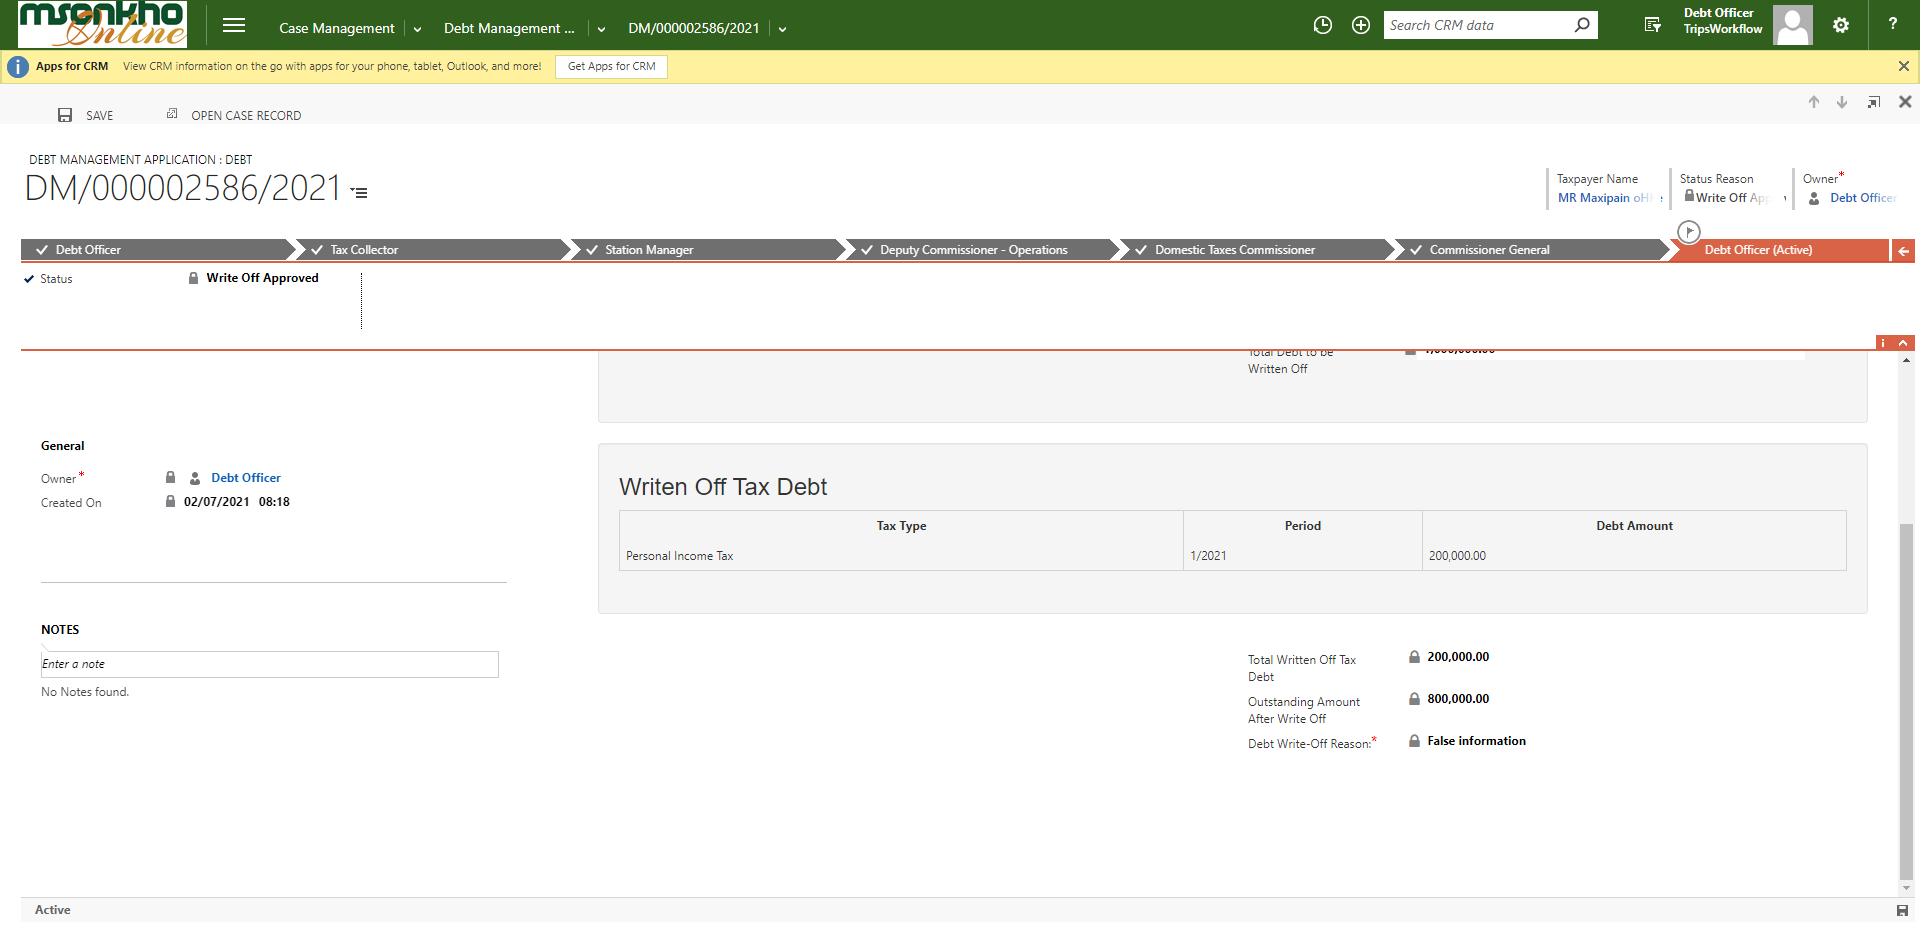 msonkho
Online
Case Management
Debt Management ...
DM/000002586/2021
Search CRM data
Debt Officer
TripsWorkflow
?
Apps for CRM
View CRM information on the go with apps for your phone, tablet, Outlook, and more!
Get Apps for CRM
SAVE
OPEN CASE RECORD
DEBT MANAGEMENT APPLICATION : DEBT
DM/000002586/2021
Taxpayer Name
MR Maxipain
Status Reason
Write Off
Owner*
Debt Officer
Debt Officer
Tax Collector
Station Manager
Deputy Commissioner - Operations
Domestic Taxes Commissioner
Commissioner General
Debt Officer (Active)
Status
Write Off Approved
Total Debt to be
Written Off
General
Owner*
Debt Officer
Created On
02/07/2021 08:18
Writen Off Tax Debt
Tax Type
Period
Debt Amount
Personal Income Tax
1/2021
200,000.00
NOTES
Enter a note
No Notes found.
Total Written Off Tax
Debt
200,000.00
Outstanding Amount
After Write Off
800,000.00
Debt Write-Off Reason:*
False information
Active